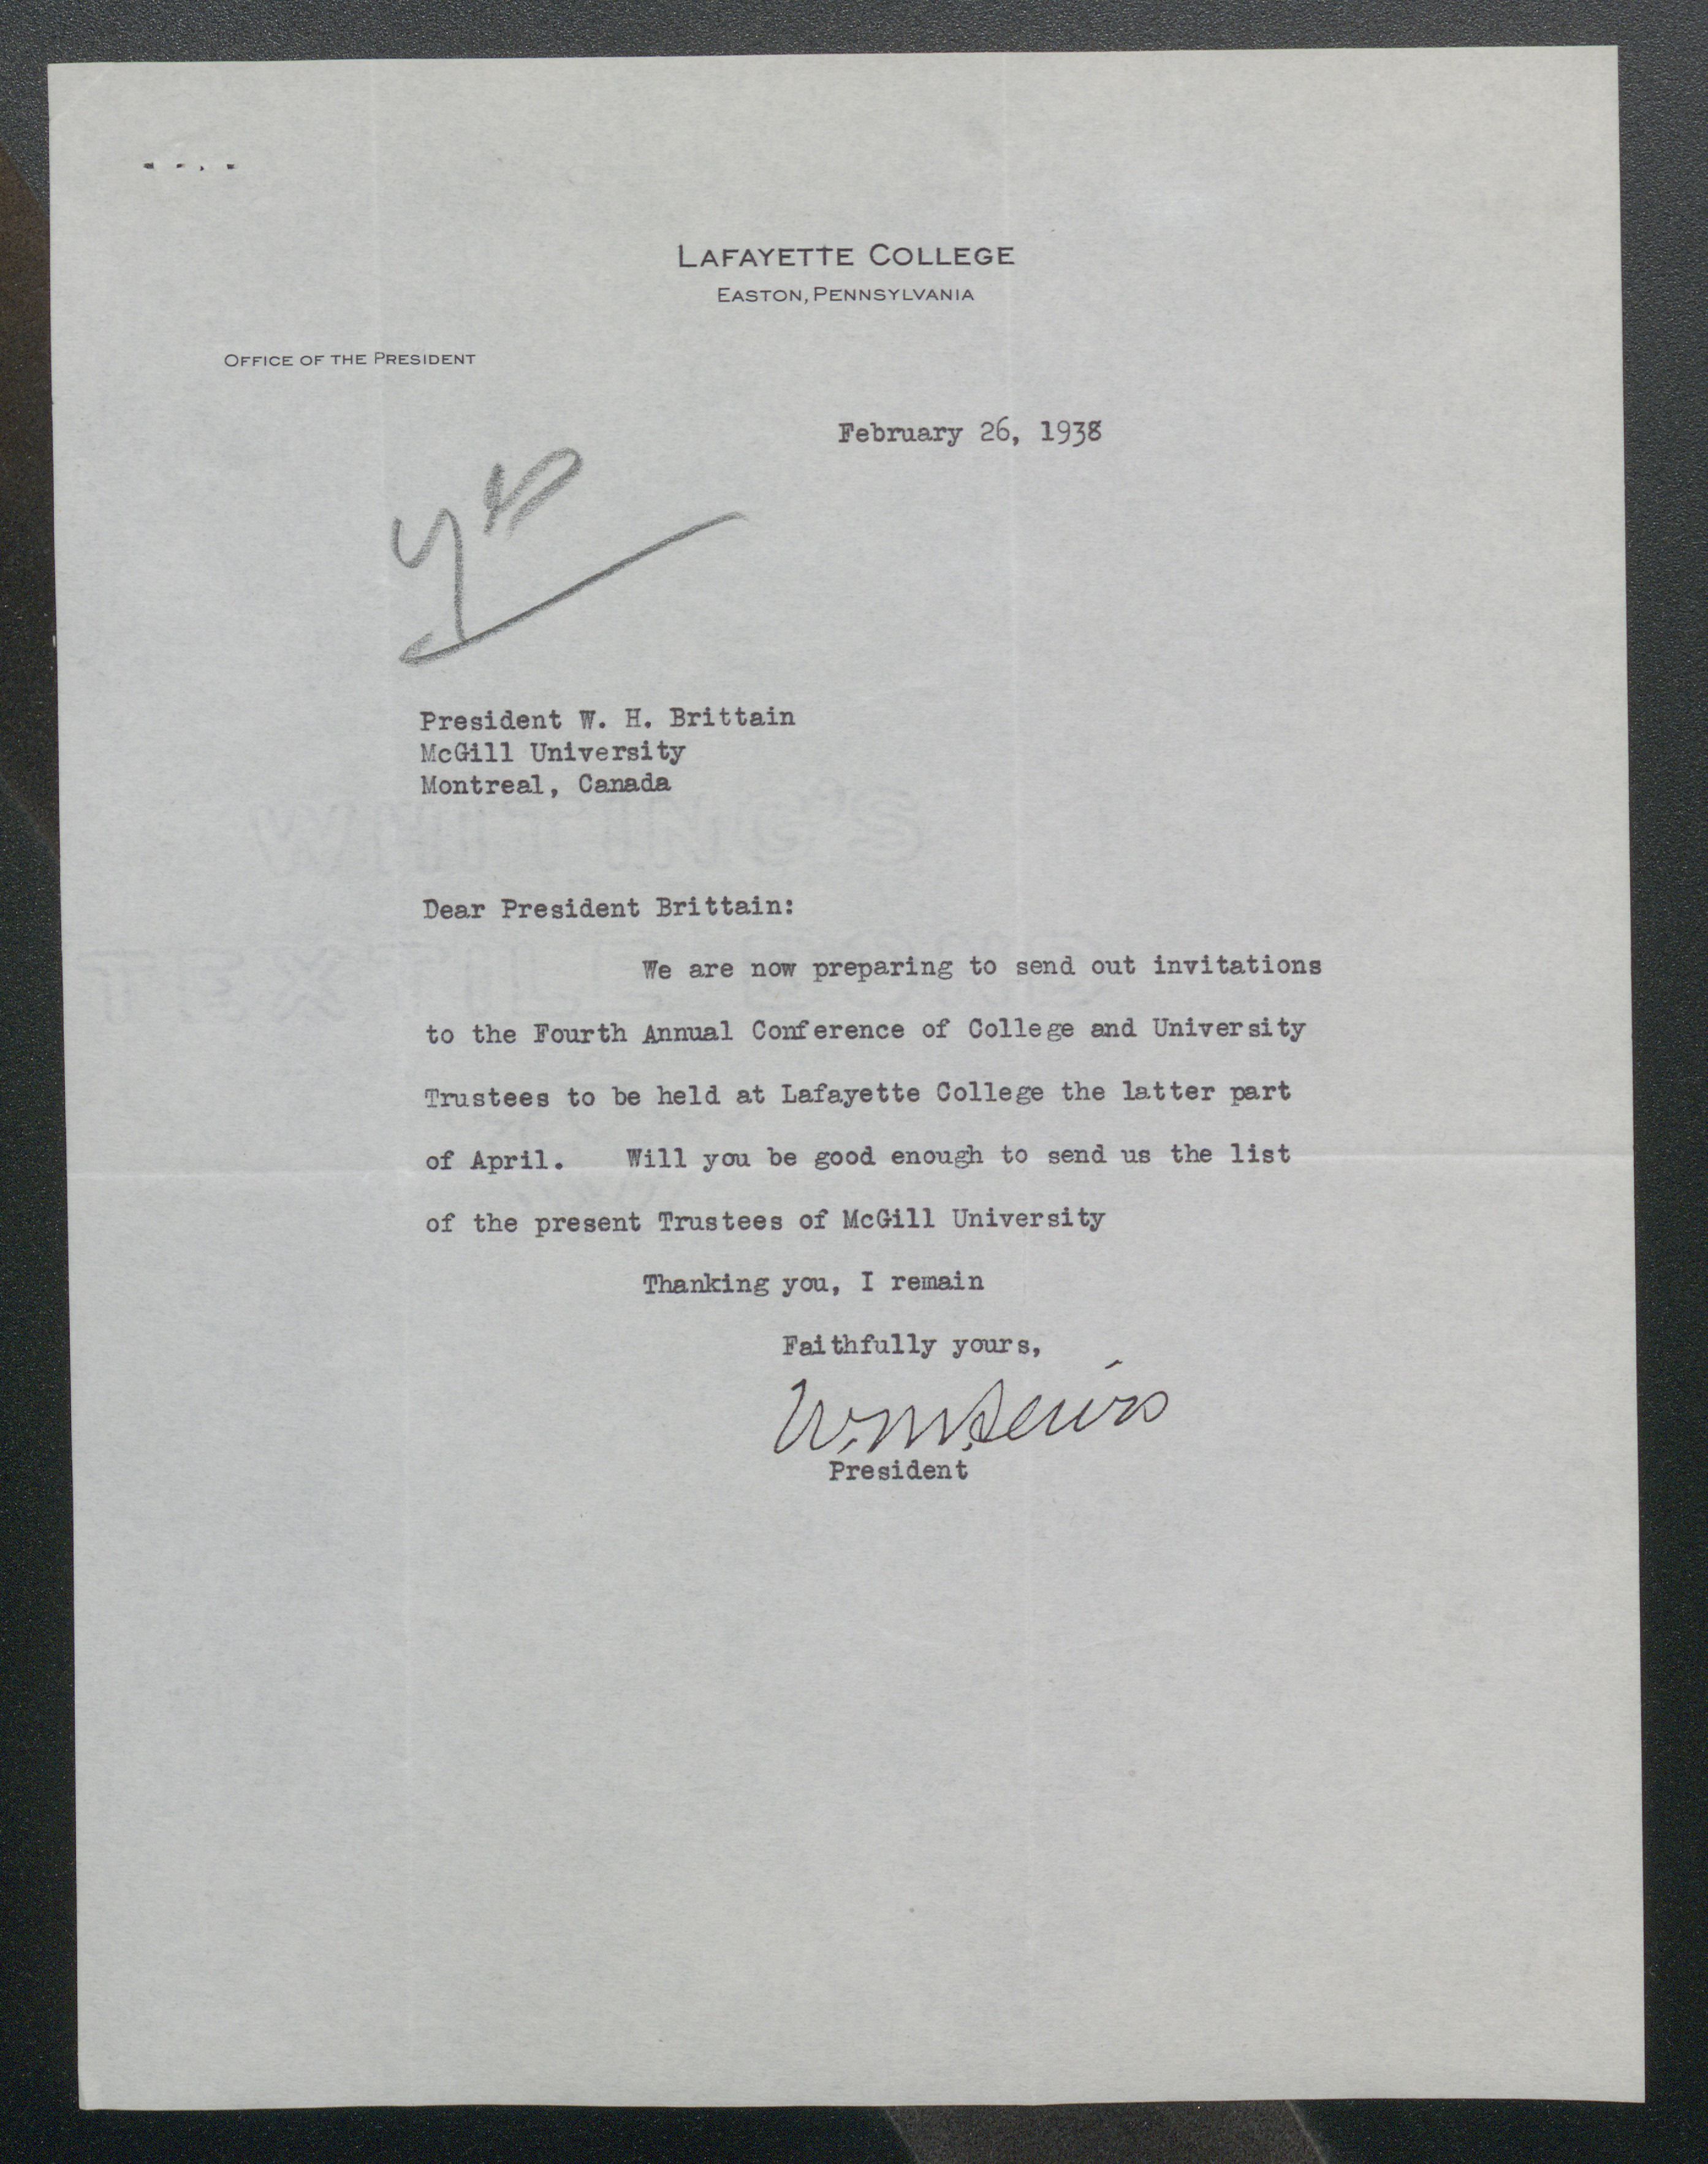 LAFAYETTE COLLEGE
EASTON, PENNSYLVANIA
OFFICE OF THE PRESIDENT
February 26, 1938
President W. H. Brittain
McGill University
Montreal, Canada
WHITING'S
Dear President Brittain:
We are now preparing to send out invitations
to the Fourth Annual Conference of College and University
Trustees to be held at Lafayette College the latter part
of April. Will you be good enough to send us the list
of the present Trustees of McGill University
Thanking you, I remain
Faithfully yours,
W. M. Lewis
President